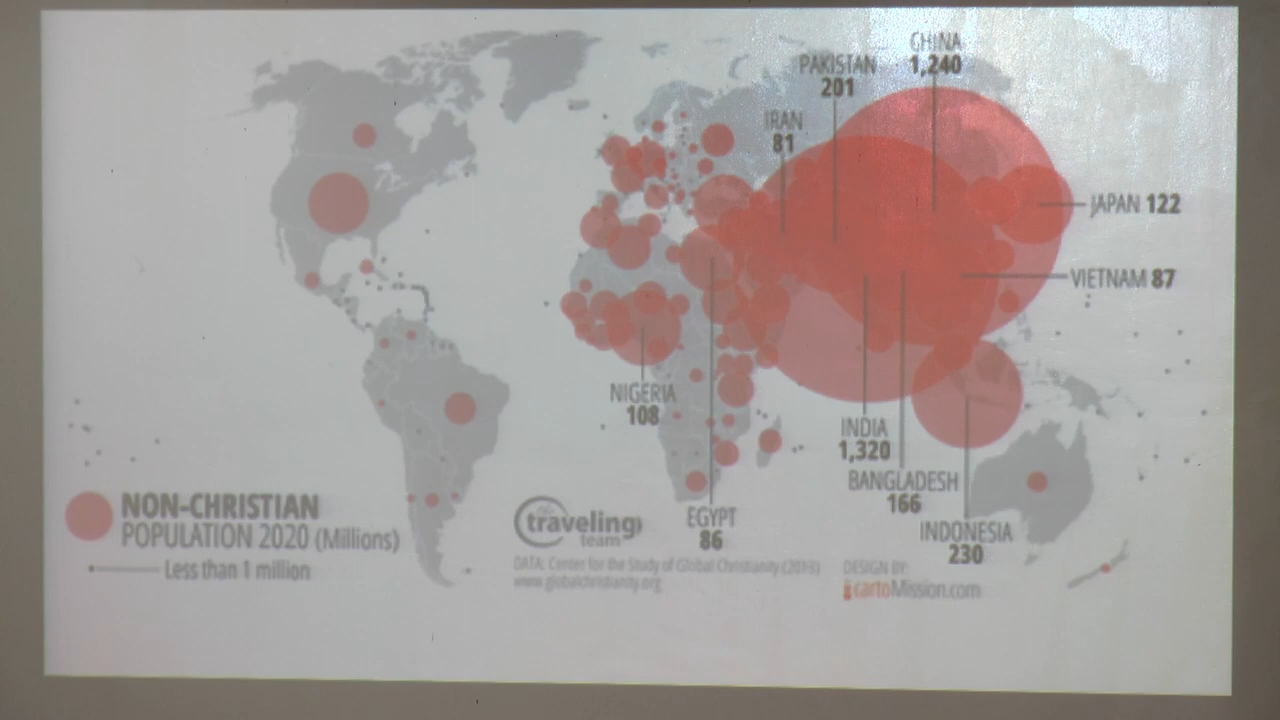 CHINA
1,240
PAKISTAN
201
IRAN
81
JAPAN 122
VIETNAM 87
NIGERIA
108
INDIA
1,320
BANGLADESH
166
EGYPT
86
INDONESIA
230
NON-CHRISTIAN
POPULATION 2020 (Millions)
Less than 1 million
the
traveling
team
DATA: Center for the Study of Global Christianity (2013)
www.globalchristianity.org
DESIGN BY:
cartoMission.com